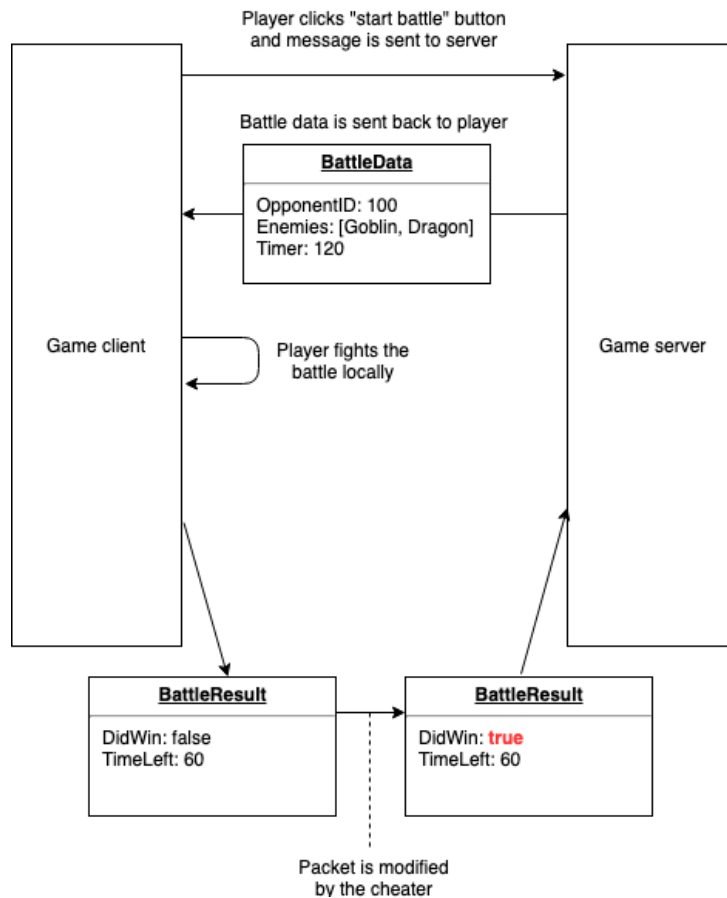 Player clicks "start battle" button
and message is sent to server
Battle data is sent back to player
BattleData
OpponentID: 100
Enemies: [Goblin, Dragon]
Timer: 120
Game client
Player fights the
battle locally
Game server
BattleResult
DidWin: false
TimeLeft: 60
BattleResult
DidWin: true
TimeLeft: 60
Packet is modified
by the cheater